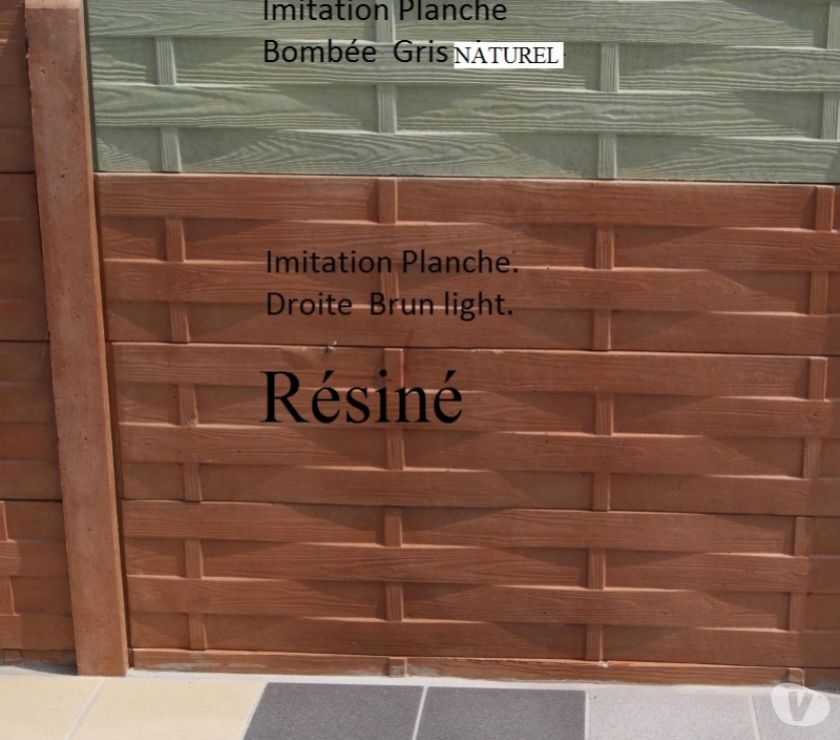 Imitation Planche
Bombée Gris NATUREL
Imitation Planche.
Droite Brun light.
Résiné
V